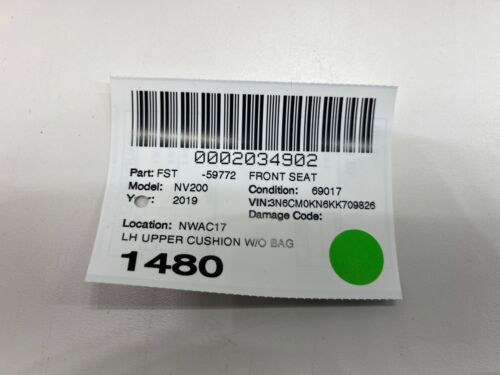 0002034902
Part: FST -59772 FRONT SEAT
Model: NV200 Condition: 69017
Year: 2019 VIN:3N6CM0KN6KK709826
Damage Code:
Location: NWAC17
LH UPPER CUSHION W/O BAG
1480